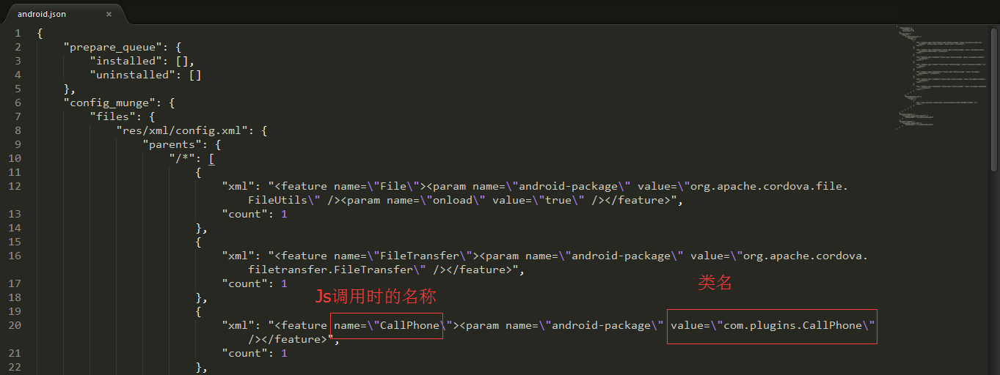 android.json ×
1 {
2 "prepare_queue": {
3 "installed": [],
4 "uninstalled": []
5 },
6 "config_munge": {
7 "files": {
8 "res/xml/config.xml": {
9 "parents": {
10 "/*": [
11 {
12 "xml": "<feature name=\"File\"><param name=\"android-package\" value=\"org.apache.cordova.file.
FileUtils\" /><param name=\"onload\" value=\"true\" /></feature>",
13 "count": 1
14 },
15 {
16 "xml": "<feature name=\"FileTransfer\"><param name=\"android-package\" value=\"org.apache.cordova.
filetransfer.FileTransfer\" /></feature>",
17 "count": 1
类名
18 },
Js调用时的名称
19 {
20 "xml": "<feature name=\"CallPhone\"><param name=\"android-package\" value=\"com.plugins.CallPhone\"
/></feature>",
21 "count": 1
22 },